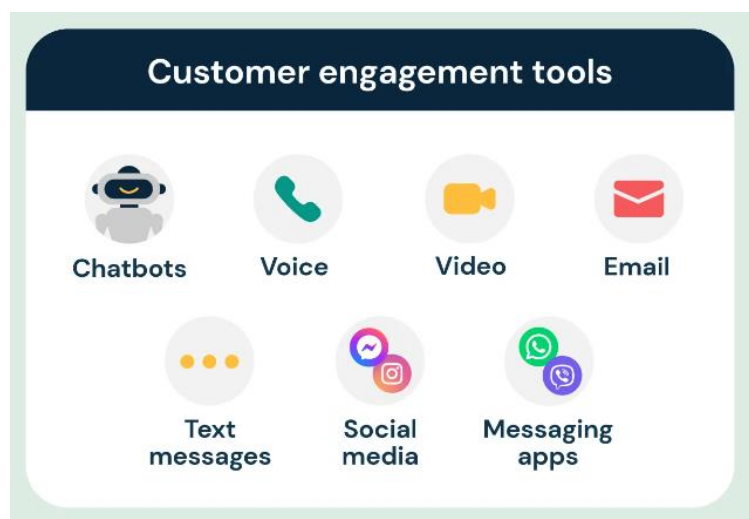 Customer engagement tools
Chatbots
Voice
Video
Email
Text
messages
Social
media
Messaging
apps